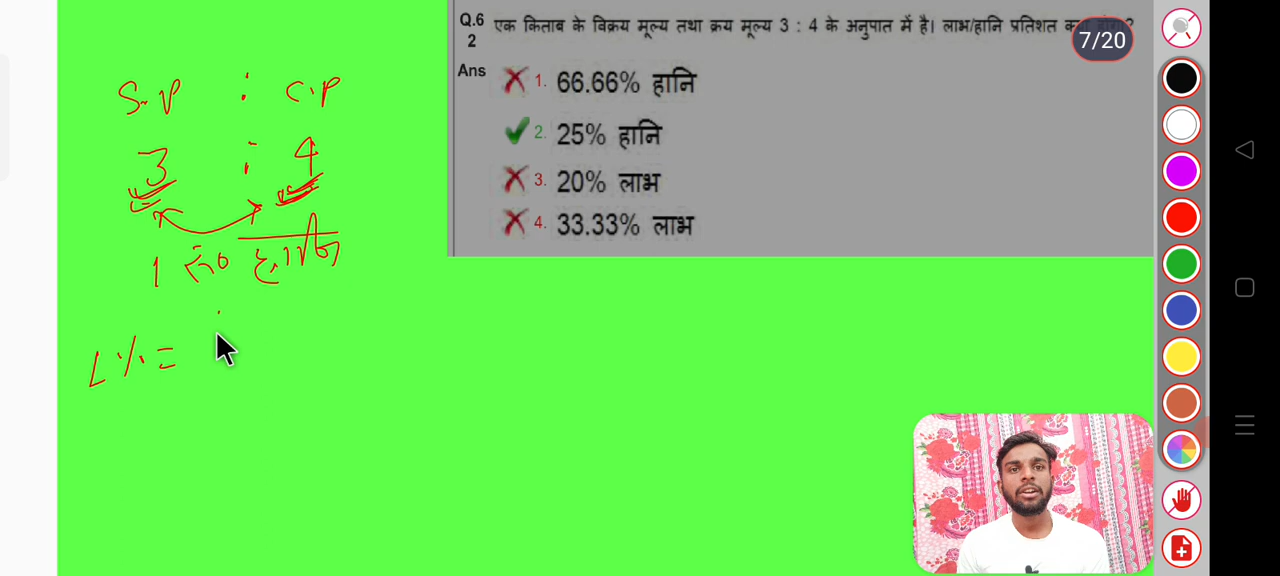 Q.6
2
एक किताब के विक्रय मूल्य तथा क्रय मूल्य 3 : 4 के अनुपात में है। लाभ/हानि प्रतिशत ?
7/20
Ans
1. 66.66% हानि
2. 25% हानि
3. 20% लाभ
4. 33.33% लाभ
S.P : C.P
3 : 4
1 हानि
L% =